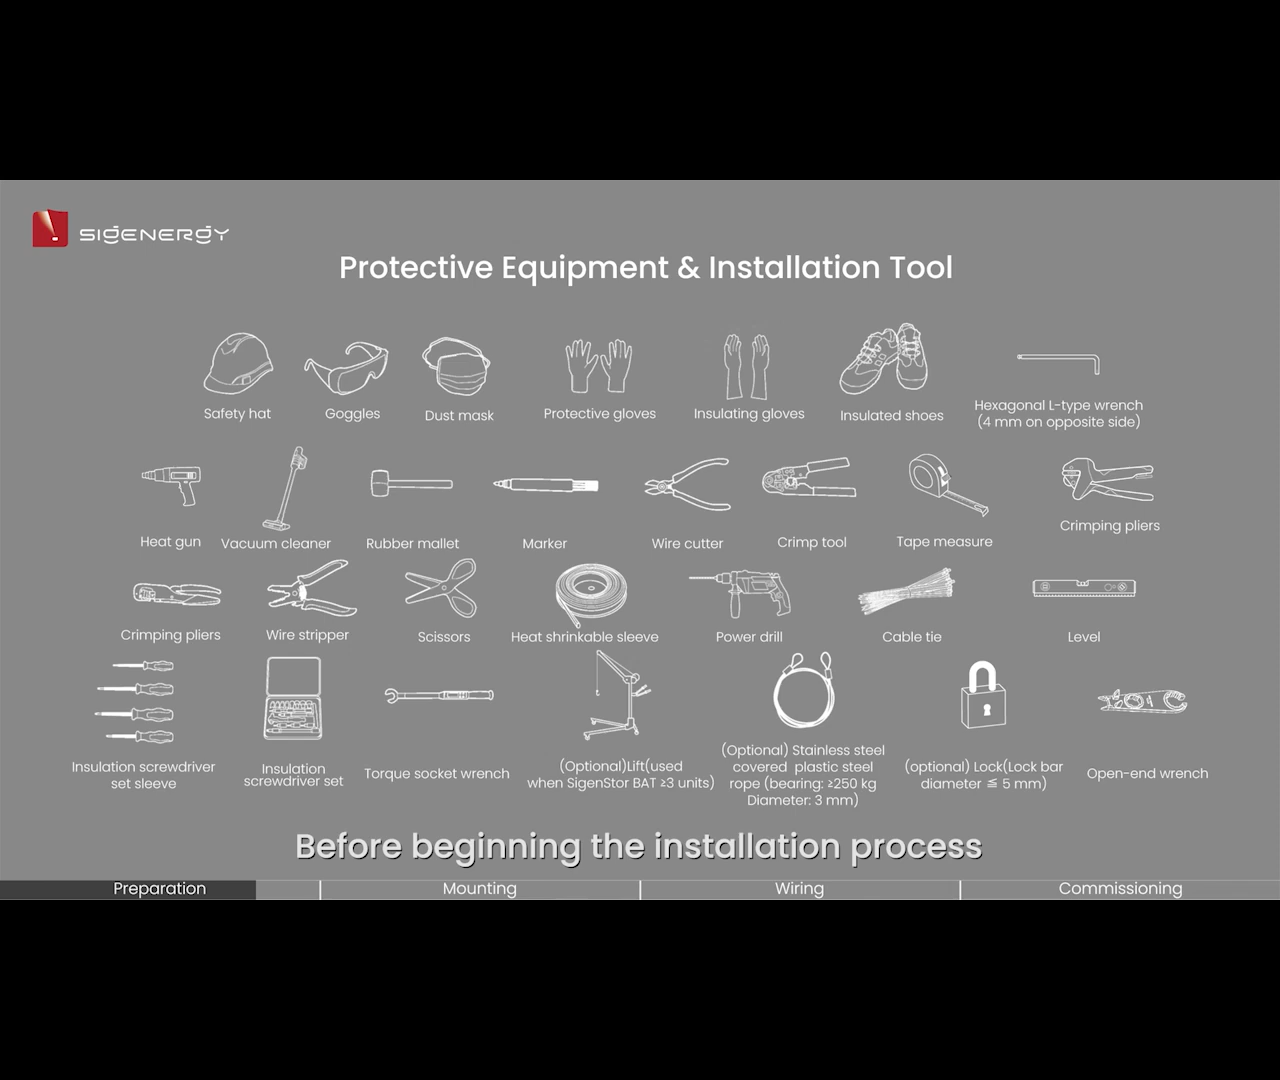 SIGENERGY
Protective Equipment & Installation Tool
Safety hat
Goggles
Dust mask
Protective gloves
Insulating gloves
Insulated shoes
Hexagonal L-type wrench
(4 mm on opposite side)
Heat gun
Vacuum cleaner
Rubber mallet
Marker
Wire cutter
Crimp tool
Tape measure
Crimping pliers
Crimping pliers
Wire stripper
Scissors
Heat shrinkable sleeve
Power drill
Cable tie
Level
Insulation screwdriver
set sleeve
Insulation
screwdriver set
Torque socket wrench
(Optional)Lift(used
when SigenStor BAT ≥3 units)
(Optional) Stainless steel
covered plastic steel
rope (bearing: ≥250 kg
Diameter: 3 mm)
(optional) Lock(Lock bar
diameter ≦ 5 mm)
Open-end wrench
Before beginning the installation process
Preparation
Mounting
Wiring
Commissioning